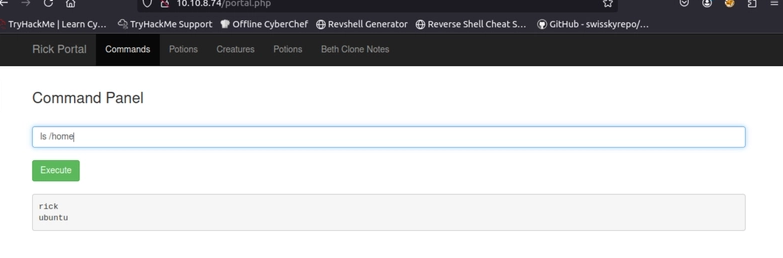 10.10.8.74/portal.php
TryHackMe | Learn Cy… TryHackMe Support Offline CyberChef Revshell Generator Reverse Shell Cheat S… GitHub - swisskyrepo/…
Rick Portal Commands Potions Creatures Potions Beth Clone Notes
Command Panel
ls /home
Execute
rick
ubuntu